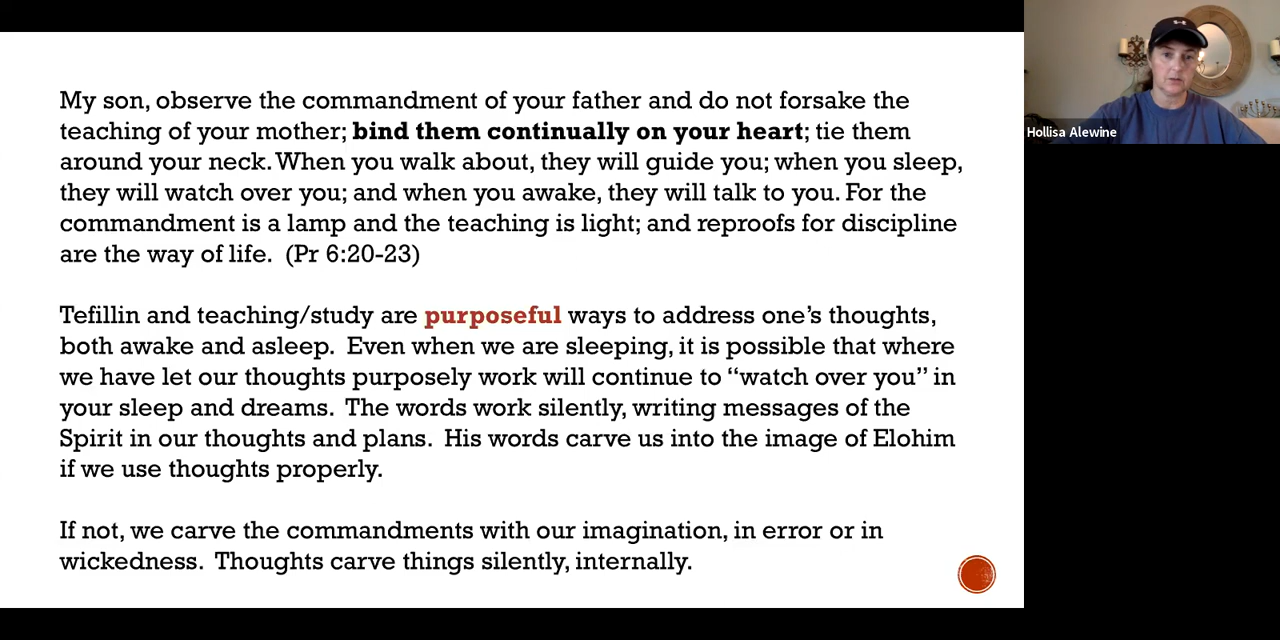 My son, observe the commandment of your father and do not forsake the
teaching of your mother; bind them continually on your heart; tie them
around your neck. When you walk about, they will guide you; when you sleep,
they will watch over you; and when you awake, they will talk to you. For the
commandment is a lamp and the teaching is light; and reproofs for discipline
are the way of life.  (Pr 6:20-23)
Tefillin and teaching/study are purposeful ways to address one’s thoughts,
both awake and asleep.  Even when we are sleeping, it is possible that where
we have let our thoughts purposely work will continue to “watch over you” in
your sleep and dreams.  The words work silently, writing messages of the
Spirit in our thoughts and plans.  His words carve us into the image of Elohim
if we use thoughts properly.
If not, we carve the commandments with our imagination, in error or in
wickedness.  Thoughts carve things silently, internally.
Hollisa Alewine